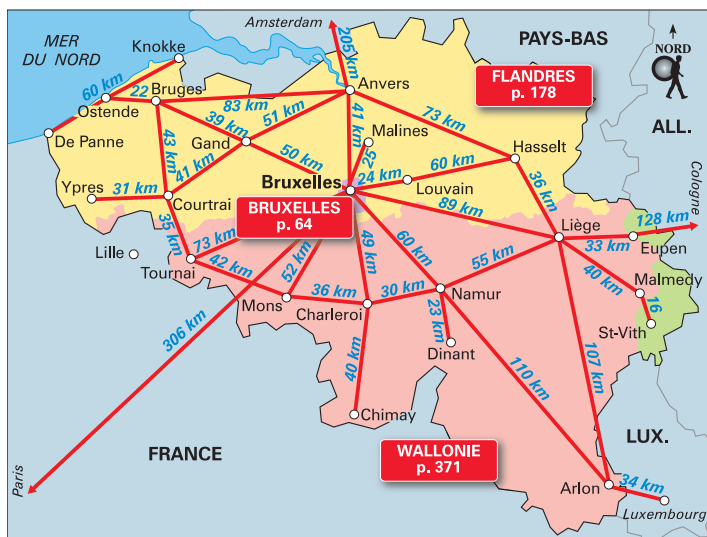 Amsterdam
MER
DU NORD
Knokke
PAYS-BAS
NORD
205 km
60 km
22
Bruges
Anvers
FLANDRES
p. 178
Ostende
83 km
De Panne
39 km
51 km
41 km
Malines
73 km
ALL.
43 km
Gand
25
Hasselt
41 km
50 km
60 km
Cologne
Ypres
31 km
Courtrai
Bruxelles
24 km
Louvain
36 km
BRUXELLES
p. 64
89 km
Liège
128 km
35 km
73 km
33 km
Eupen
Lille
Tournai
42 km
52 km
49 km
60 km
55 km
40 km
Malmedy
Mons
36 km
Charleroi
30 km
Namur
16
St-Vith
306 km
23 km
Dinant
40 km
110 km
107 km
Chimay
FRANCE
WALLONIE
p. 371
LUX.
Paris
Arlon
34 km
Luxembourg